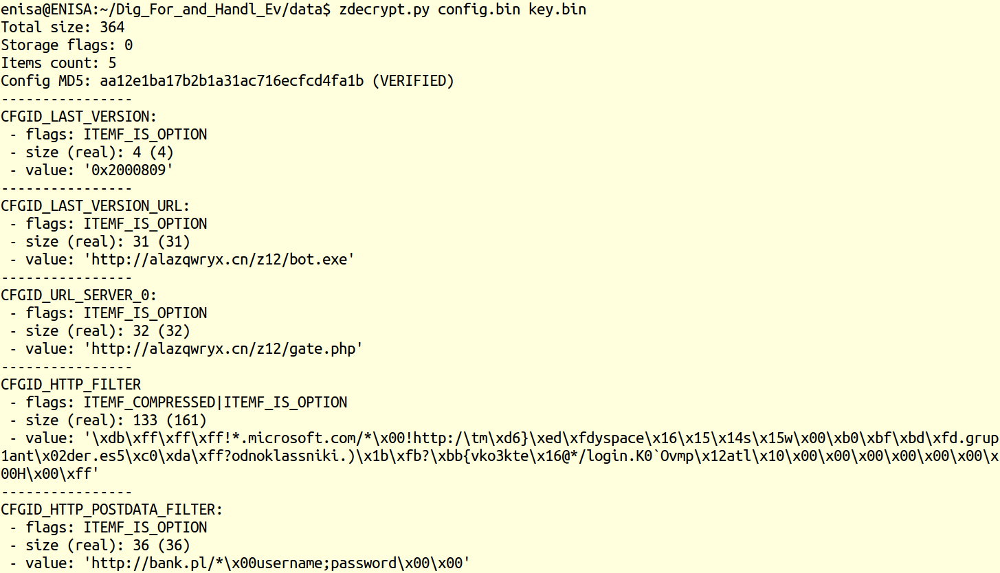 enisa@ENISA:~/Dig_For_and_Handl_Ev/data$ zdecrypt.py config.bin key.bin
Total size: 364
Storage flags: 0
Items count: 5
Config MD5: aa12e1ba17b2b1a31ac716ecfcd4fa1b (VERIFIED)
----------------
CFGID_LAST_VERSION:
 - flags: ITEMF_IS_OPTION
 - size (real): 4 (4)
 - value: '0x2000809'
----------------
CFGID_LAST_VERSION_URL:
 - flags: ITEMF_IS_OPTION
 - size (real): 31 (31)
 - value: 'http://alazqwryx.cn/z12/bot.exe'
----------------
CFGID_URL_SERVER_0:
 - flags: ITEMF_IS_OPTION
 - size (real): 32 (32)
 - value: 'http://alazqwryx.cn/z12/gate.php'
----------------
CFGID_HTTP_FILTER
 - flags: ITEMF_COMPRESSED|ITEMF_IS_OPTION
 - size (real): 133 (161)
 - value: '\xdb\xff\xff\xff!*.microsoft.com/*\x00!http:/\tm\xd6}\xed\xfdyspace\x16\x15\x14s\x15w\x00\xb0\xbf\xbd\xfd.grup
1ant\x02der.es5\xc0\xda\xff?odnoklassniki.)\x1b\xfb?\xbb{vko3kte\x16@*/login.K0`Ovmp\x12atl\x10\x00\x00\x00\x00\x00\x00\x
00H\x00\xff'
----------------
CFGID_HTTP_POSTDATA_FILTER:
 - flags: ITEMF_IS_OPTION
 - size (real): 36 (36)
 - value: 'http://bank.pl/*\x00username;password\x00\x00'